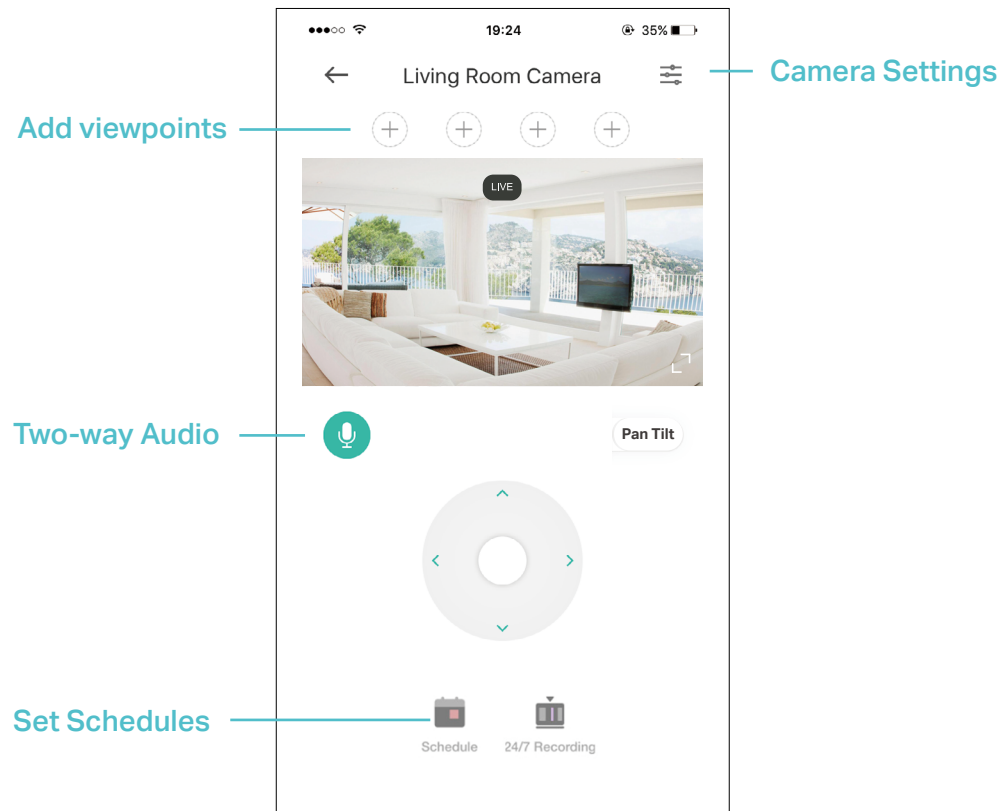 19:24
35%
Living Room Camera
Camera Settings
Add viewpoints
LIVE
Two-way Audio
Pan Tilt
Set Schedules
Schedule
24/7 Recording